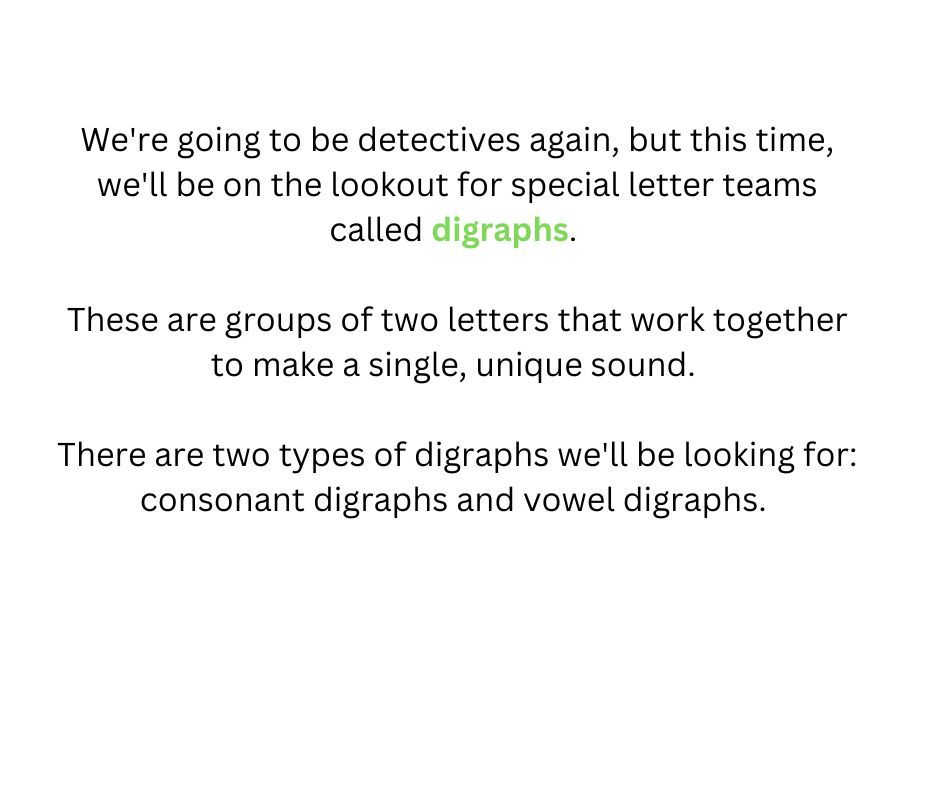 We're going to be detectives again, but this time,
we'll be on the lookout for special letter teams
called digraphs.
These are groups of two letters that work together
to make a single, unique sound.
There are two types of digraphs we'll be looking for:
consonant digraphs and vowel digraphs.